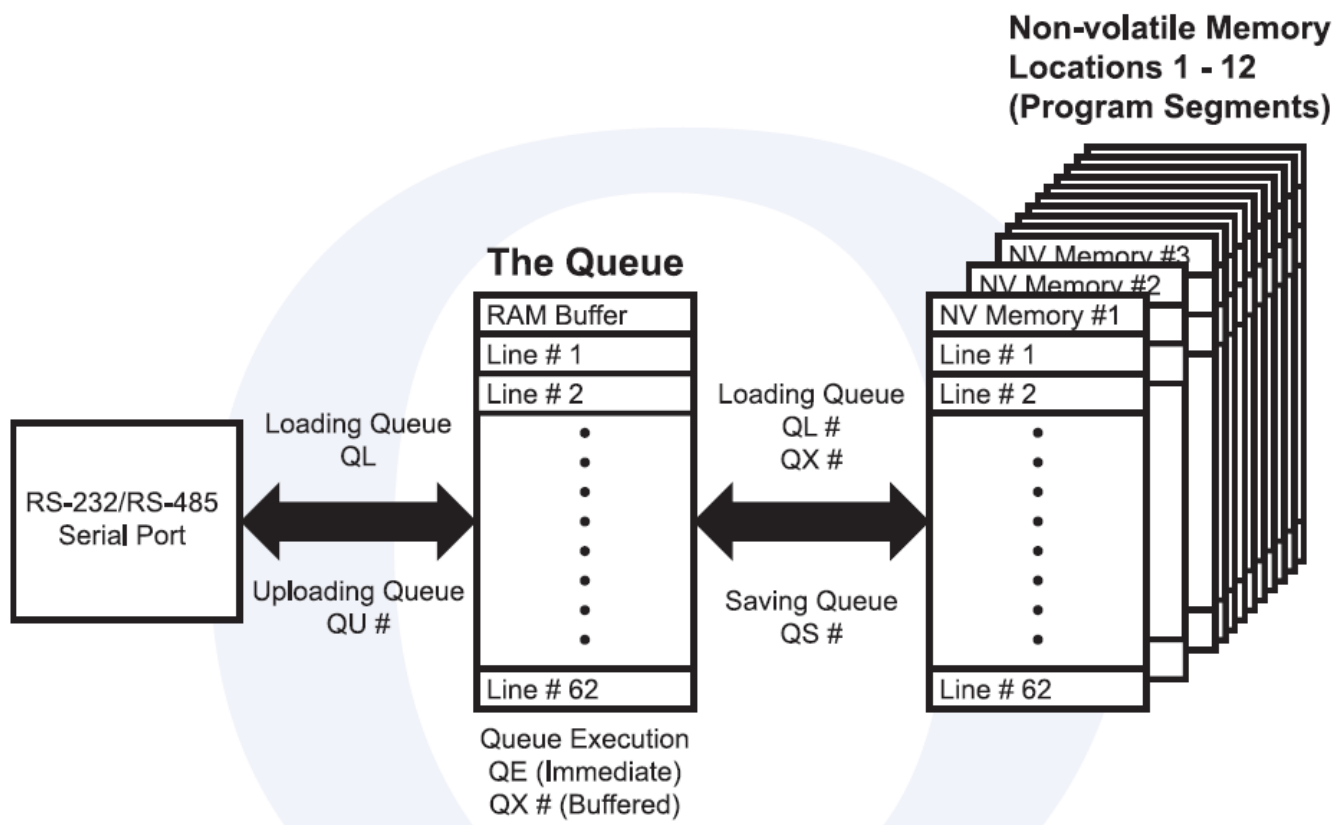 Non-volatile Memory
Locations 1 - 12
(Program Segments)
The Queue
NV Memory #3
NV Memory #2
NV Memory #1
Line # 1
Line # 2
Line # 62
RAM Buffer
Line # 1
Line # 2
Line # 62
Loading Queue
QL
Uploading Queue
QU #
Loading Queue
QL #
QX #
Saving Queue
QS #
RS-232/RS-485
Serial Port
Queue Execution
QE (Immediate)
QX # (Buffered)